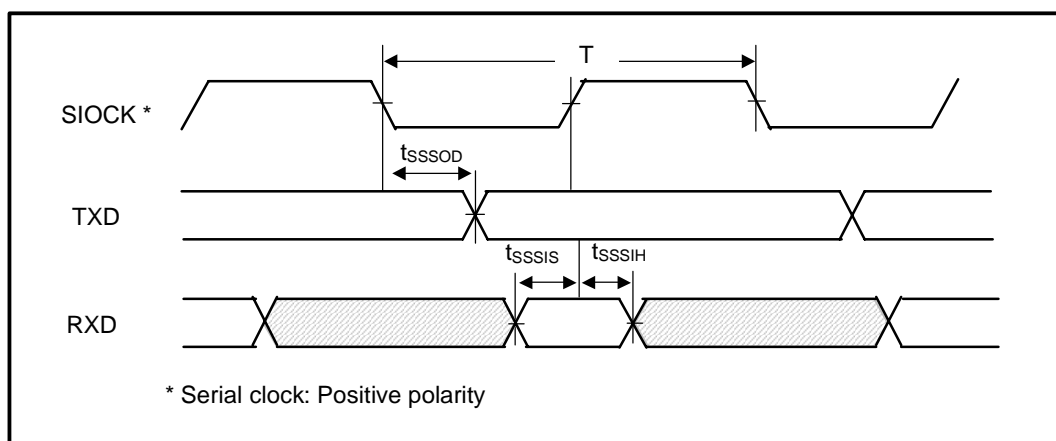 T
SIOCK *
tSSSOD
TXD
tSSSIS tSSSIH
RXD
* Serial clock: Positive polarity